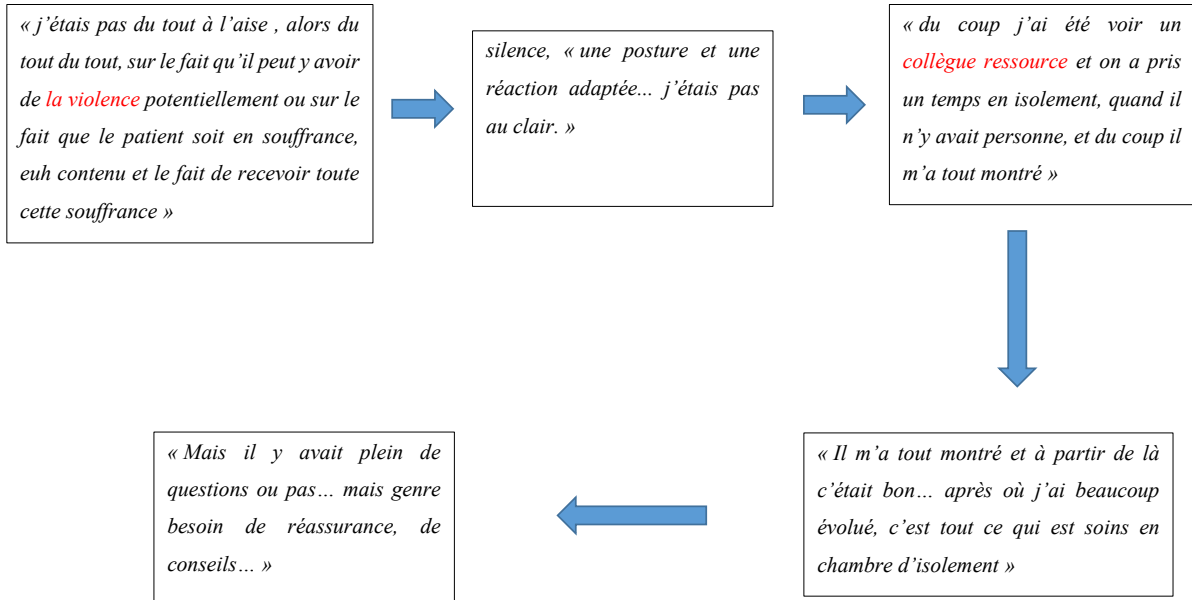 « j’étais pas du tout à l’aise , alors du
tout du tout, sur le fait qu’il peut y avoir
de la violence potentiellement ou sur le
fait que le patient soit en souffrance,
euh contenu et le fait de recevoir toute
cette souffrance »
silence, « une posture et une
réaction adaptée... j’étais pas
au clair. »
« du coup j’ai été voir un
collègue ressource et on a pris
un temps en isolement, quand il
n’y avait personne, et du coup il
m’a tout montré »
« Il m’a tout montré et à partir de là
c’était bon… après où j’ai beaucoup
évolué, c’est tout ce qui est soins en
chambre d’isolement »
« Mais il y avait plein de
questions ou pas… mais genre
besoin de réassurance, de
conseils… »